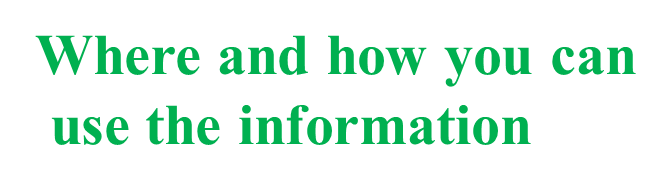 Where and how you can
use the information